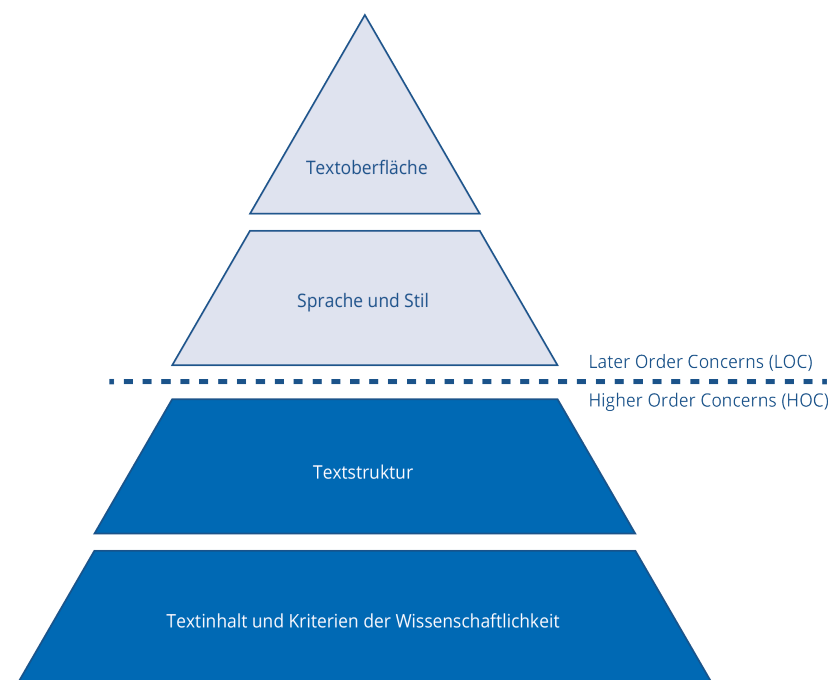 Textoberfläche
Sprache und Stil
Later Order Concerns (LOC)
Higher Order Concerns (HOC)
Textstruktur
Textinhalt und Kriterien der Wissenschaftlichkeit